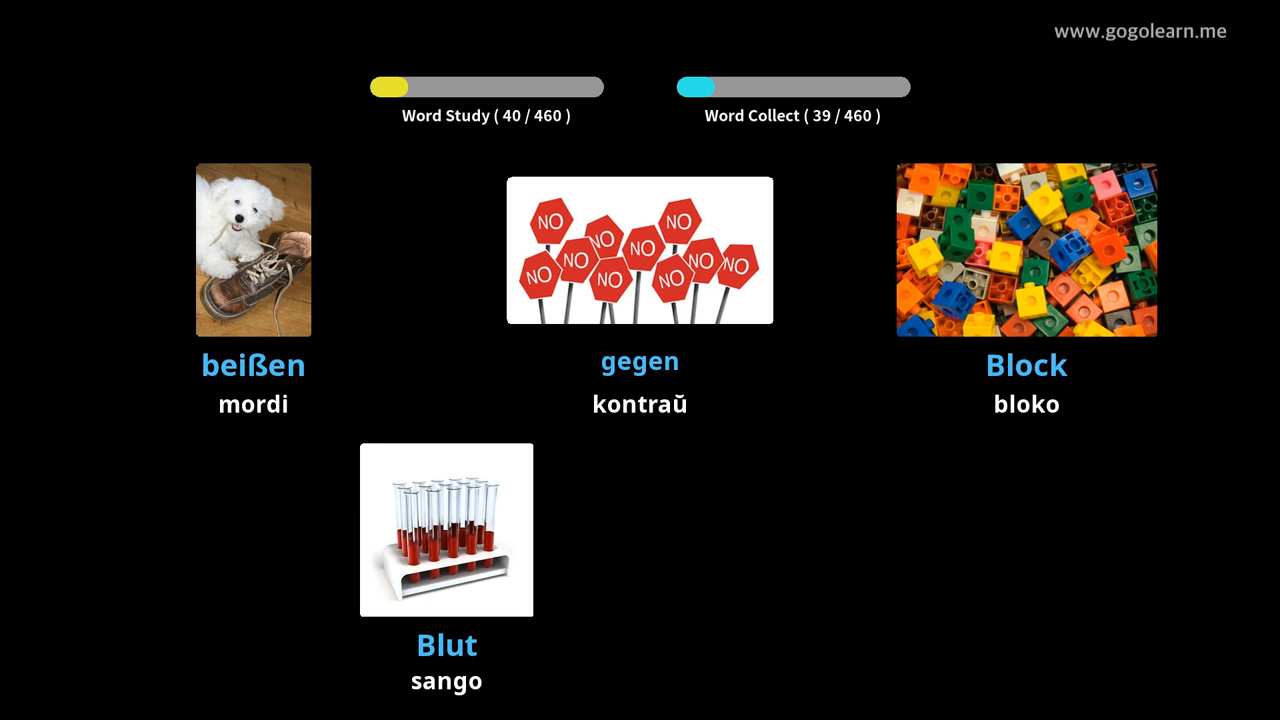 www.gogolearn.me
Word Study ( 40 / 460 )
Word Collect ( 39 / 460 )
NO
NO
NO
NO
NO
NO
NO
NO
NO
NO
beißen
mordi
gegen
kontraŭ
Block
bloko
Blut
sango